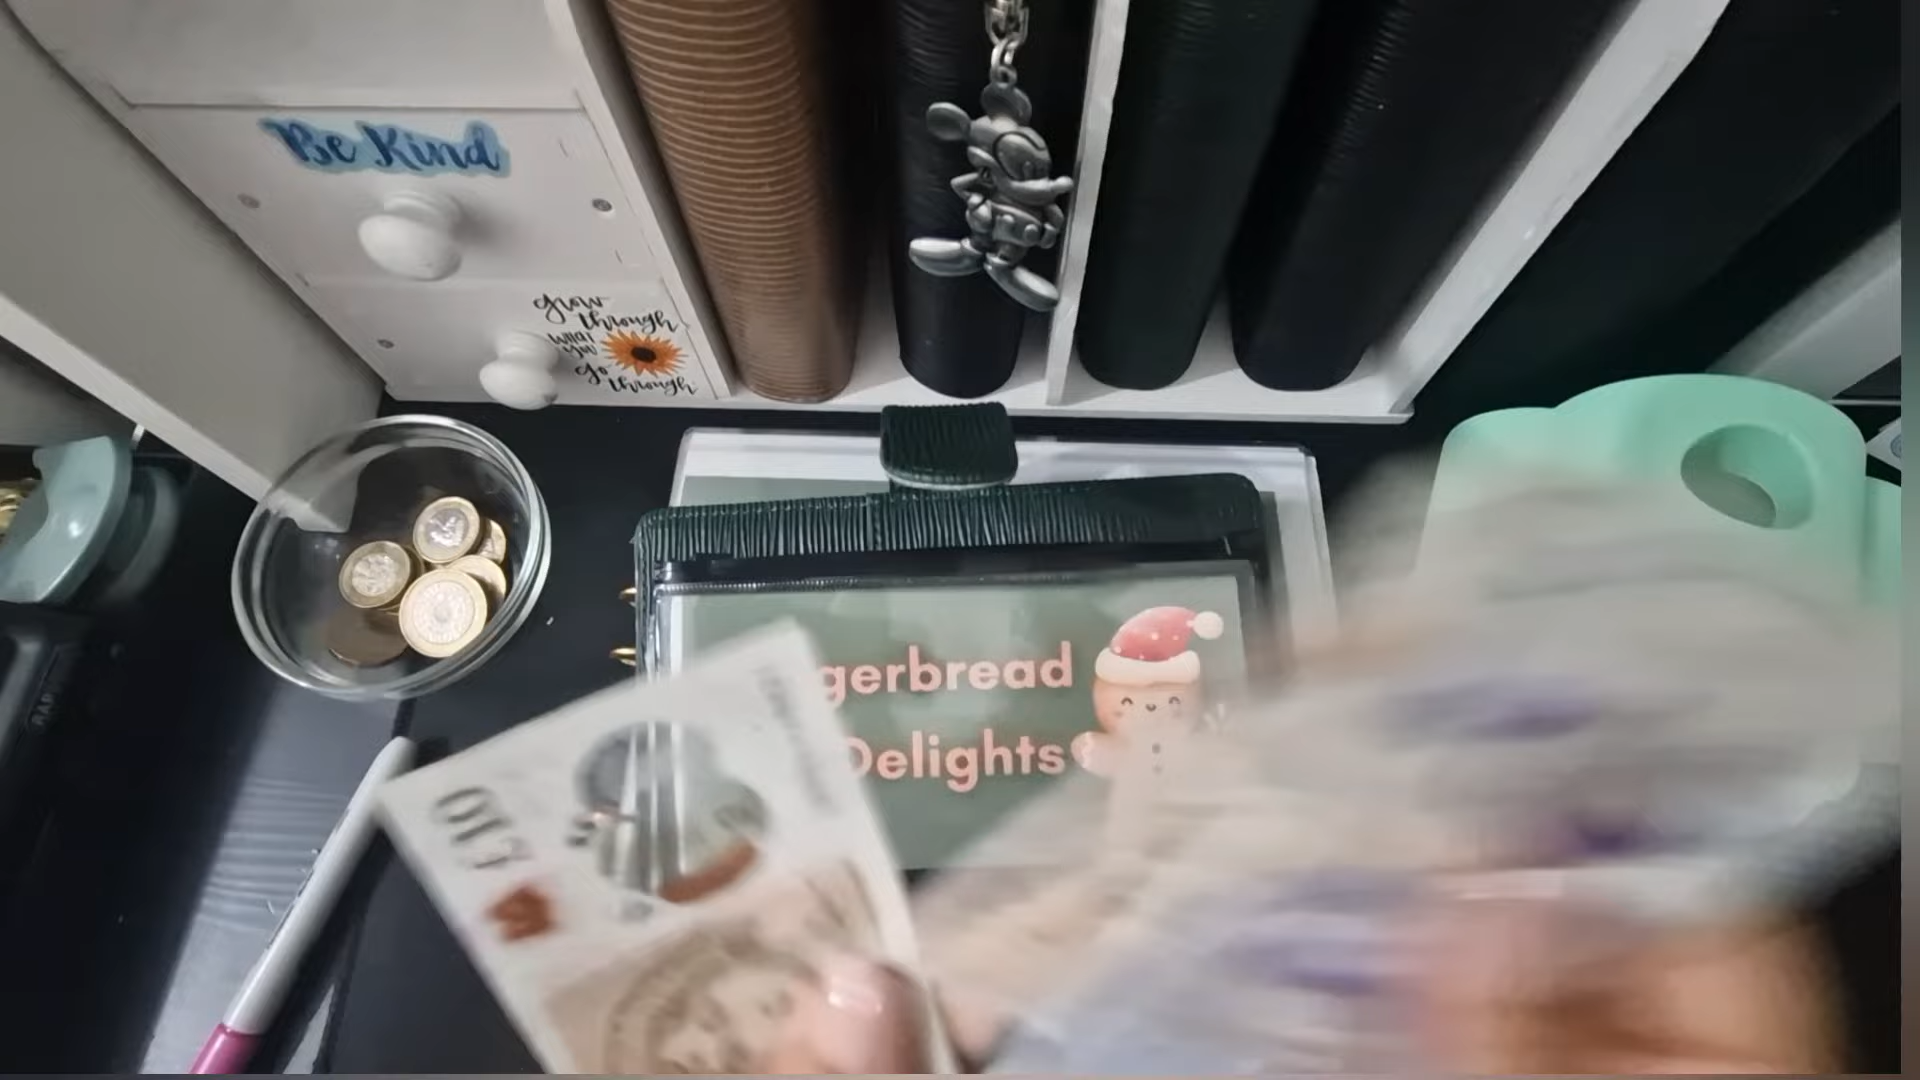 Be Kind
grow
through
what
you
go
through
gerbread
Delights
£10